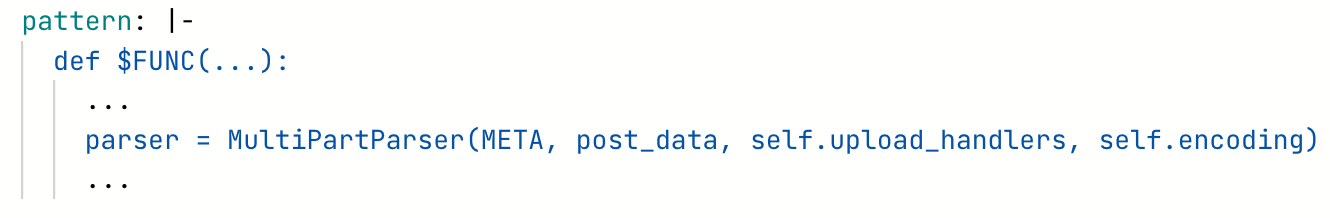 pattern: |-
def $FUNC(...):
...
parser = MultiPartParser(META, post_data, self.upload_handlers, self.encoding)
...